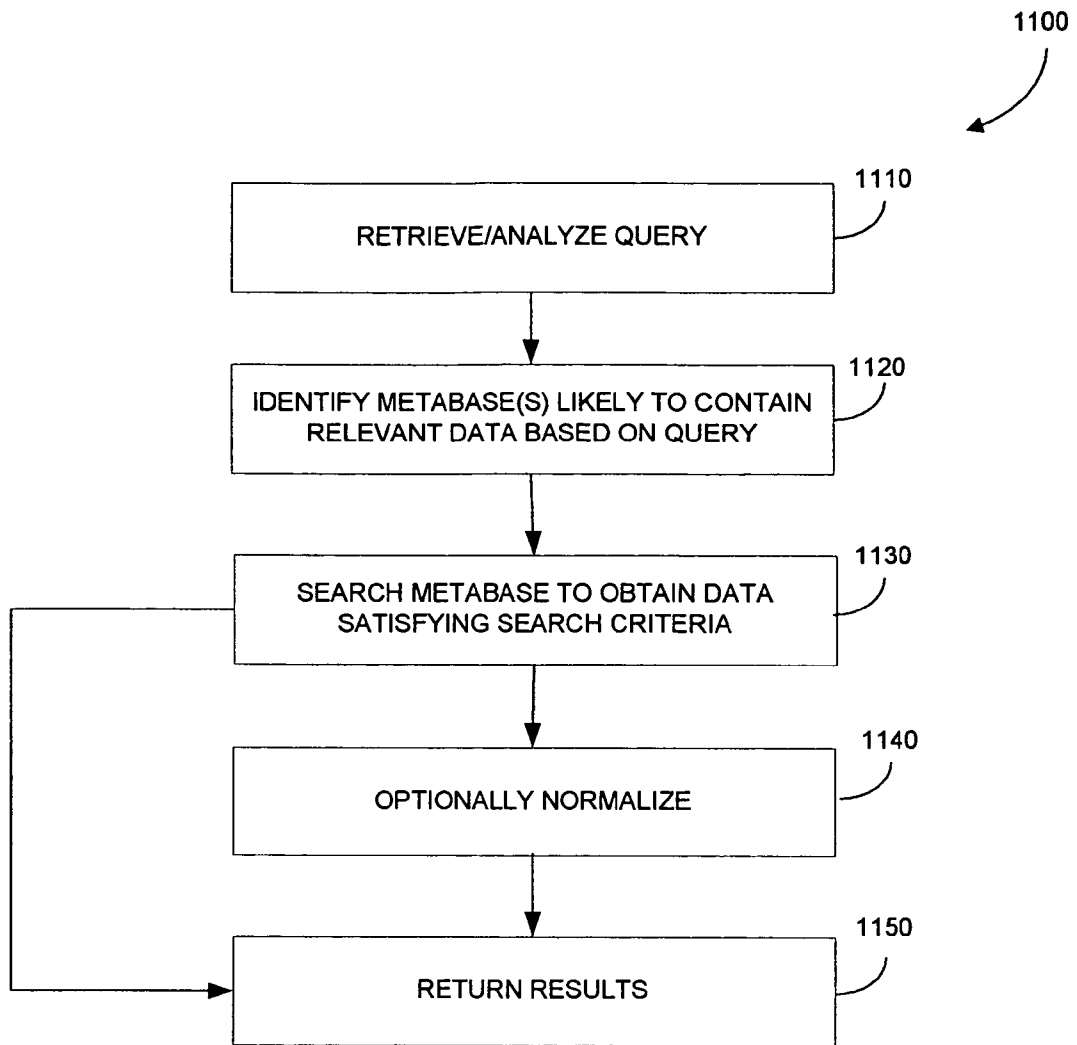 1100
1110
RETRIEVE/ANALYZE QUERY
1120
IDENTIFY METABASE(S) LIKELY TO CONTAIN
RELEVANT DATA BASED ON QUERY
1130
SEARCH METABASE TO OBTAIN DATA
SATISFYING SEARCH CRITERIA
1140
OPTIONALLY NORMALIZE
1150
RETURN RESULTS